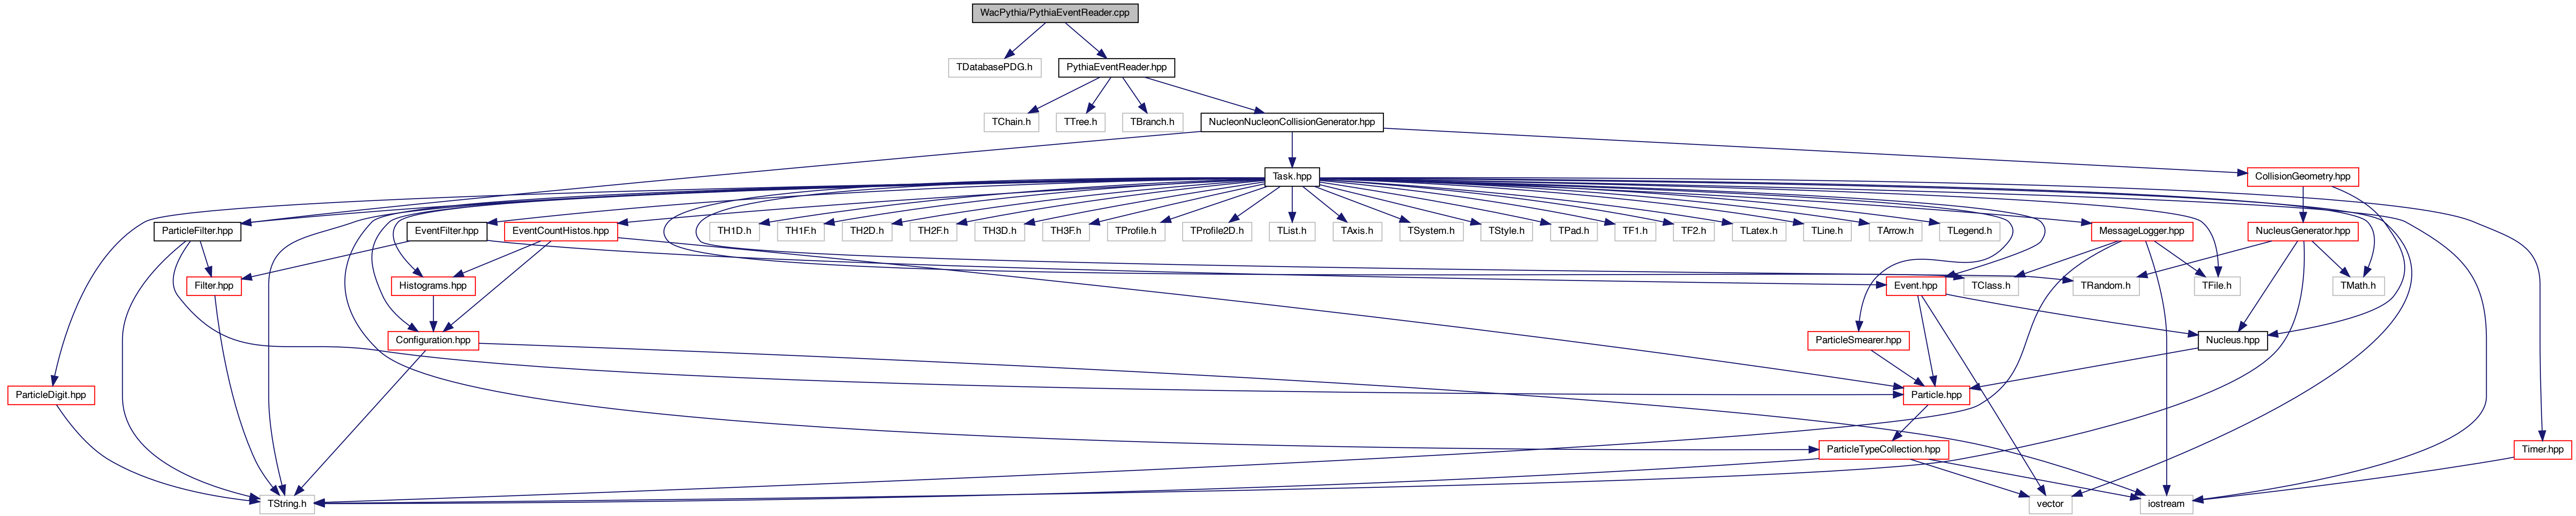 WacPythia/PythiaEventReader.cpp
TDatabasePDG.h
PythiaEventReader.hpp
TChain.h
TTree.h
TBranch.h
NucleonNucleonCollisionGenerator.hpp
Task.hpp
CollisionGeometry.hpp
ParticleFilter.hpp
EventFilter.hpp
EventCountHistos.hpp
TH1D.h
TH1F.h
TH2D.h
TH2F.h
TH3D.h
TH3F.h
TProfile.h
TProfile2D.h
TList.h
TAxis.h
TSystem.h
TStyle.h
TPad.h
TF1.h
TF2.h
TLatex.h
TLine.h
TArrow.h
TLegend.h
MessageLogger.hpp
NucleusGenerator.hpp
Filter.hpp
Histograms.hpp
Event.hpp
TClass.h
TRandom.h
TFile.h
TMath.h
Configuration.hpp
ParticleSmearer.hpp
Nucleus.hpp
ParticleDigit.hpp
Particle.hpp
ParticleTypeCollection.hpp
Timer.hpp
TString.h
vector
iostream